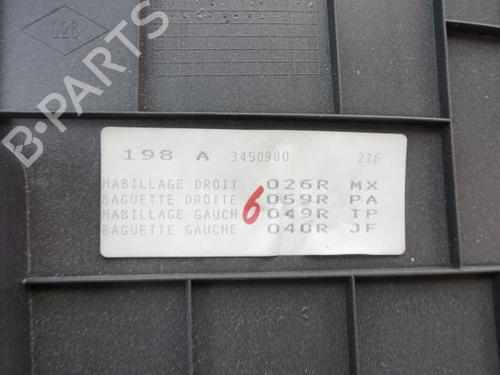 026
B-PARTS
198 A 3450980 276
HABILLAGE DROIT 026R MX
BAGUETTE DROITE 059R PA
HABILLAGE GAUCH 049R TP
BAGUETTE GAUCHE 040R JF
6